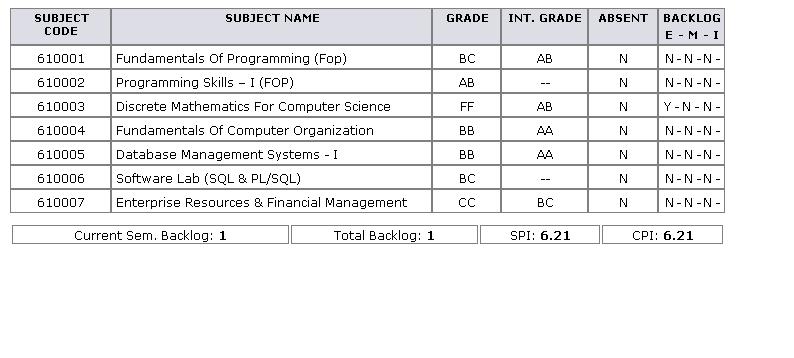 SUBJECT CODE SUBJECT NAME GRADE INT. GRADE ABSENT BACKLOG E - M - I
610001 Fundamentals Of Programming (Fop) BC AB N N - N - N -
610002 Programming Skills – I (FOP) AB -- N N - N - N -
610003 Discrete Mathematics For Computer Science FF AB N Y - N - N -
610004 Fundamentals Of Computer Organization BB AA N N - N - N -
610005 Database Management Systems - I BB AA N N - N - N -
610006 Software Lab (SQL & PL/SQL) BC -- N N - N - N -
610007 Enterprise Resources & Financial Management CC BC N N - N - N -
Current Sem. Backlog: 1 Total Backlog: 1 SPI: 6.21 CPI: 6.21